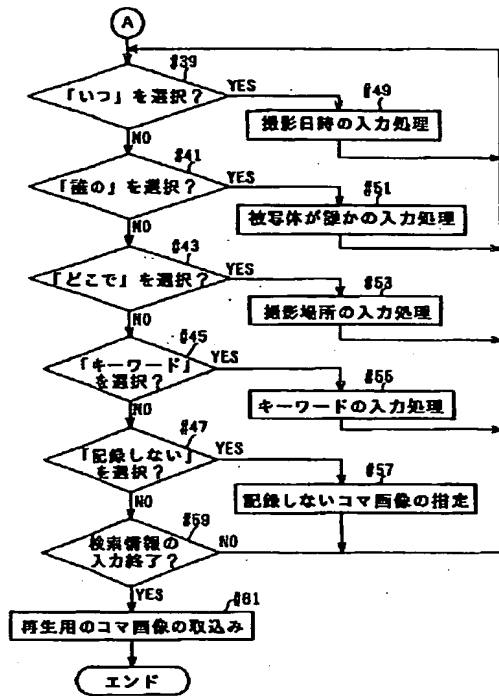 A
#39
「いつ」を選択？
YES
#49
撮影日時の入力処理
NO
#41
「誰の」を選択？
YES
#51
被写体が誰かの入力処理
NO
#43
「どこで」を選択？
YES
#53
撮影場所の入力処理
NO
#45
「キーワード」
を選択？
YES
#55
キーワードの入力処理
NO
#47
「記録しない」
を選択？
YES
#57
記録しないコマ画像の指定
NO
#59
検索情報の
入力終了？
NO
YES
#61
再生用のコマ画像の取込み
エンド